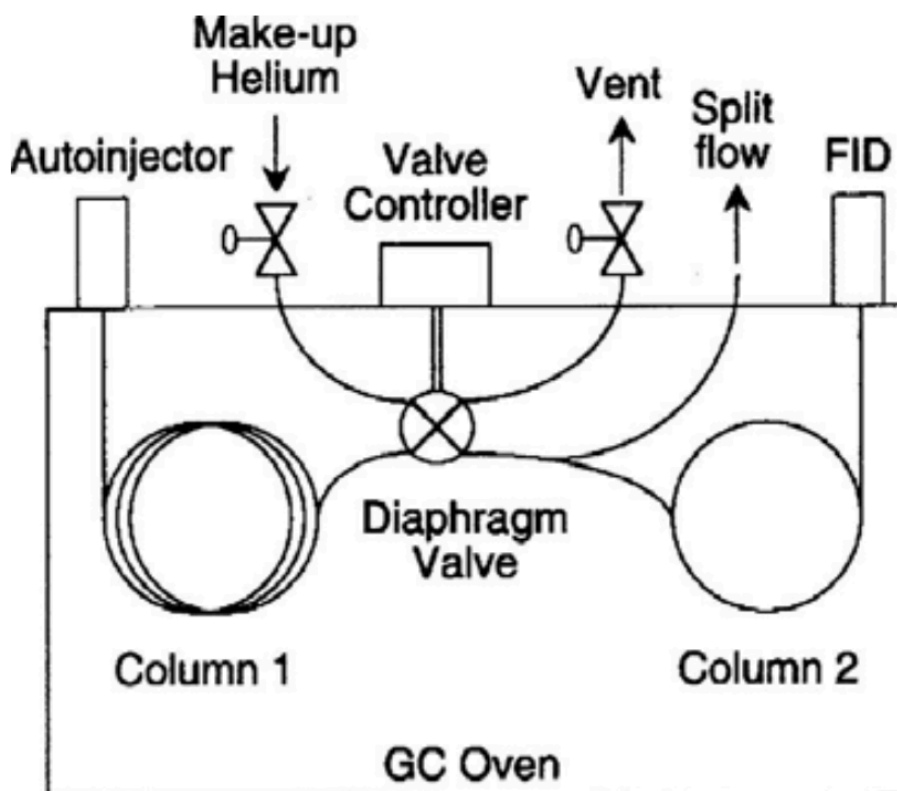 Make-up
Helium
Vent
Split
flow
Autoinjector
Valve
Controller
FID
Diaphragm
Valve
Column 1
Column 2
GC Oven